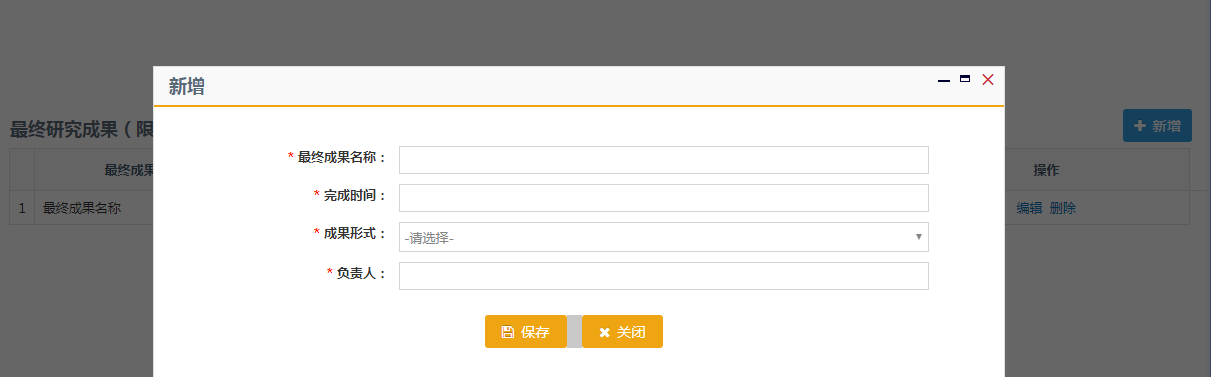 新增
最终研究成果（限
新增
最终成果
操作
1 最终成果名称
编辑 删除
* 最终成果名称：
* 完成时间：
* 成果形式： -请选择-
* 负责人：
保存 关闭